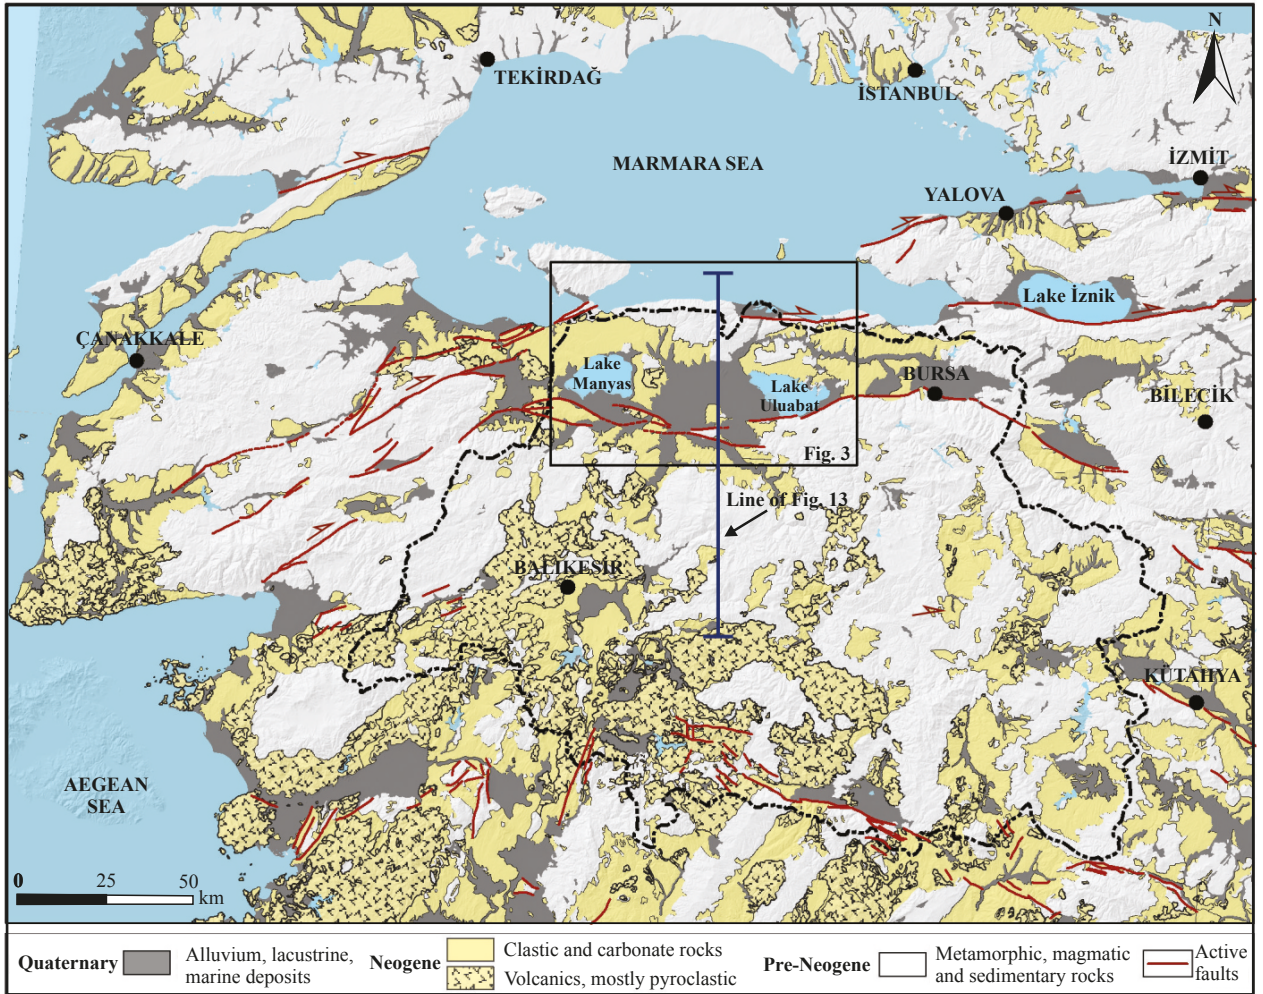 N
TEKİRDAĞ
İSTANBUL
MARMARA SEA
İZMİT
YALOVA
Lake İznik
ÇANAKKALE
Lake
Manyas
Lake
Uluabat
BURSA
BİLECİK
Fig. 3
Line of Fig. 13
BALIKESİR
KÜTAHYA
AEGEAN
SEA
0 25 50
km
Quaternary
Alluvium, lacustrine,
marine deposits
Neogene
Clastic and carbonate rocks
Volcanics, mostly pyroclastic
Pre-Neogene
Metamorphic, magmatic
and sedimentary rocks
Active
faults